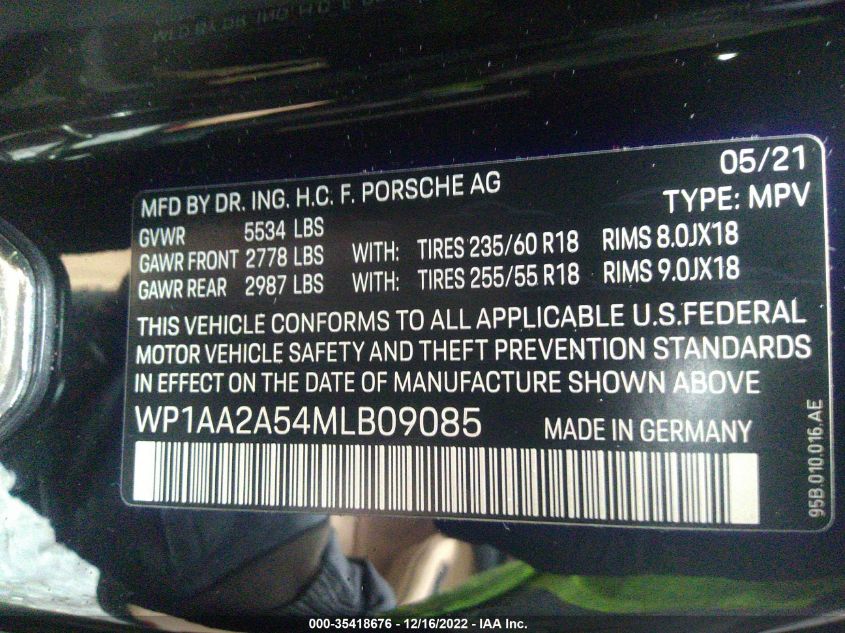 05/21
MFD BY DR. ING. H.C. F. PORSCHE AG TYPE: MPV
GVWR 5534 LBS
GAWR FRONT 2778 LBS WITH: TIRES 235/60 R18 RIMS 8.0JX18
GAWR REAR 2987 LBS WITH: TIRES 255/55 R18 RIMS 9.0JX18
THIS VEHICLE CONFORMS TO ALL APPLICABLE U.S.FEDERAL
MOTOR VEHICLE SAFETY AND THEFT PREVENTION STANDARDS
IN EFFECT ON THE DATE OF MANUFACTURE SHOWN ABOVE
WP1AA2A54MLB09085 MADE IN GERMANY
95B.010.016.AE
000-35418676 - 12/16/2022 - IAA Inc.